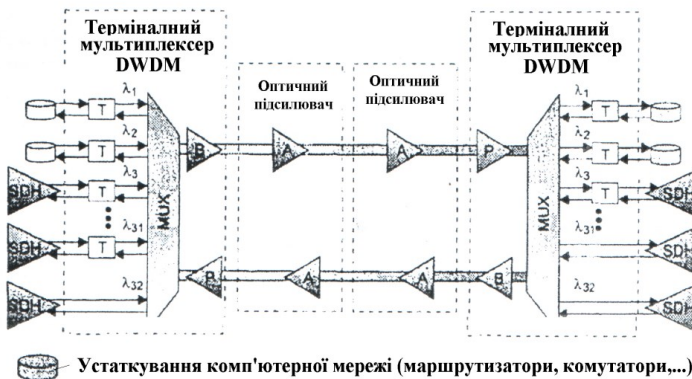 Терміналний
мультиплексер
DWDM
Терміналний
мультиплексер
DWDM
Оптичний
підсилювач
Оптичний
підсилювач
λ1
T
λ2
T
λ3
SDH
T
λ31
SDH
T
λ32
SDH
MUX
B
A
A
P
B
A
A
B
MUX
λ1
T
λ2
T
λ3
T
SDH
λ31
SDH
λ32
SDH
Устаткування комп'ютерної мережі (маршрутизатори, комутатори,...)